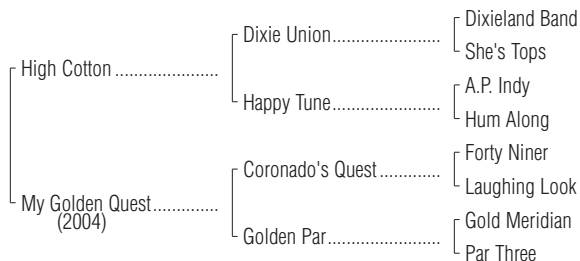 Dixieland Band
Dixie Union
She's Tops
High Cotton
A.P. Indy
Happy Tune
Hum Along
Forty Niner
Coronado's Quest
Laughing Look
My Golden Quest
(2004)
Gold Meridian
Golden Par
Par Three